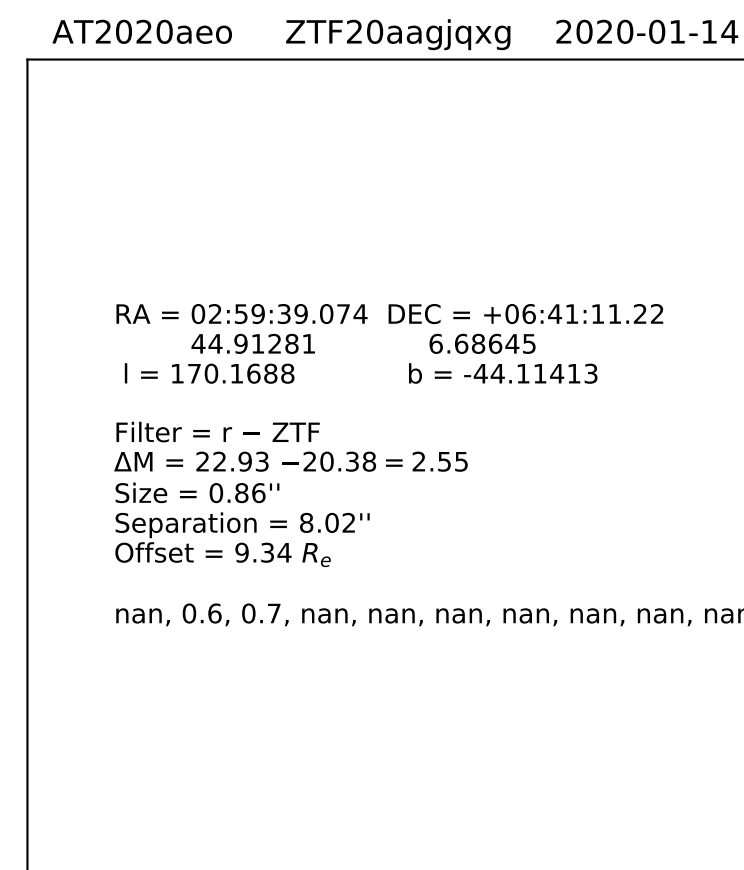 AT2020aeo ZTF20aagjqxg 2020-01-14
RA = 02:59:39.074 DEC = +06:41:11.22
44.91281 6.68645
l = 170.1688 b = -44.11413
Filter = r − ZTF
ΔM = 22.93 −20.38 = 2.55
Size = 0.86''
Separation = 8.02''
Offset = 9.34 Rₑ
nan, 0.6, 0.7, nan, nan, nan, nan, nan, nan, nan